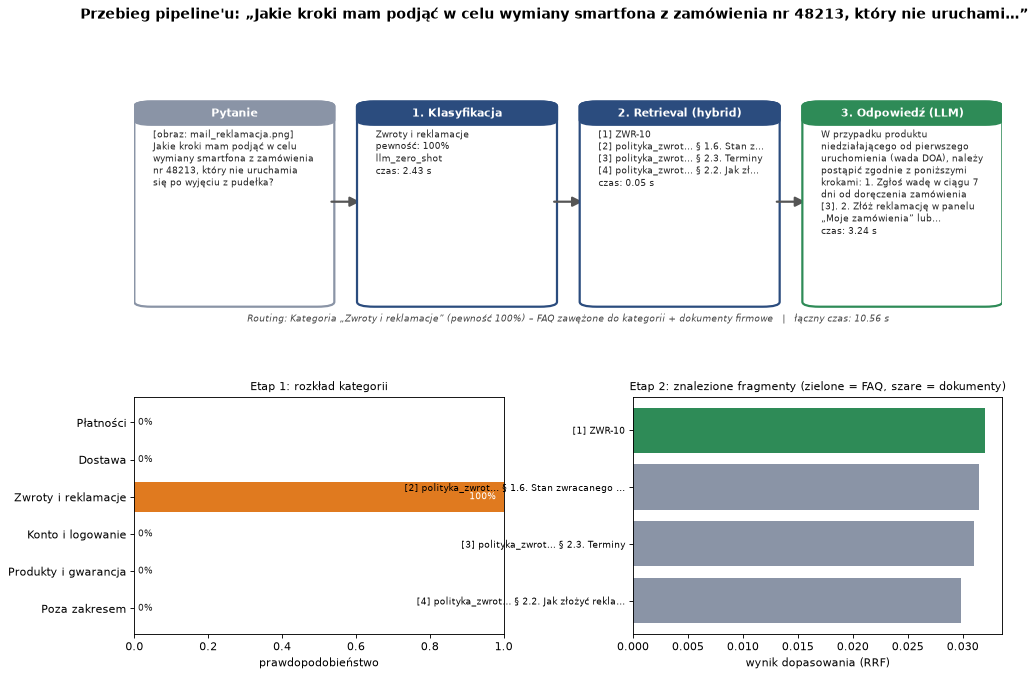 Przebieg pipeline'u: „Jakie kroki mam podjąć w celu wymiany smartfona z zamówienia nr 48213, który nie uruchami…”
Pytanie
[obraz: mail_reklamacja.png]
Jakie kroki mam podjąć w celu
wymiany smartfona z zamówienia
nr 48213, który nie uruchamia
się po wyjęciu z pudełka?
1. Klasyfikacja
Zwroty i reklamacje
pewność: 100%
llm_zero_shot
czas: 2.43 s
2. Retrieval (hybrid)
[1] ZWR-10
[2] polityka_zwrot… § 1.6. Stan z…
[3] polityka_zwrot… § 2.3. Terminy
[4] polityka_zwrot… § 2.2. Jak zł…
czas: 0.05 s
3. Odpowiedź (LLM)
W przypadku produktu
niedziałającego od pierwszego
uruchomienia (wada DOA), należy
postąpić zgodnie z poniższymi
krokami: 1. Zgłoś wadę w ciągu 7
dni od doręczenia zamówienia
[3]. 2. Złóż reklamację w panelu
„Moje zamówienia” lub…
czas: 3.24 s
Routing: Kategoria „Zwroty i reklamacje” (pewność 100%) – FAQ zawężone do kategorii + dokumenty firmowe | łączny czas: 10.56 s
Etap 1: rozkład kategorii
Płatności 0%
Dostawa 0%
Zwroty i reklamacje 100%
Konto i logowanie 0%
Produkty i gwarancja 0%
Poza zakresem 0%
0.0 0.2 0.4 0.6 0.8 1.0
prawdopodobieństwo
Etap 2: znalezione fragmenty (zielone = FAQ, szare = dokumenty)
[1] ZWR-10
[2] polityka_zwrot… § 1.6. Stan zwracanego …
[3] polityka_zwrot… § 2.3. Terminy
[4] polityka_zwrot… § 2.2. Jak złożyć rekla…
0.000 0.005 0.010 0.015 0.020 0.025 0.030
wynik dopasowania (RRF)